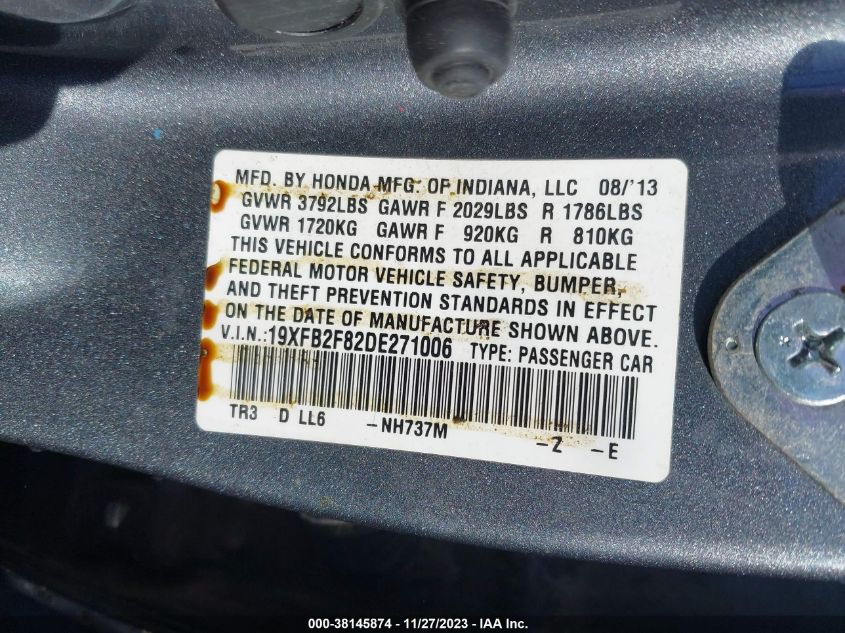 MFD. BY HONDA MFG. OF INDIANA, LLC 08/'13
GVWR 3792LBS GAWR F 2029LBS R 1786LBS
GVWR 1720KG GAWR F 920KG R 810KG
THIS VEHICLE CONFORMS TO ALL APPLICABLE
FEDERAL MOTOR VEHICLE SAFETY, BUMPER,
AND THEFT PREVENTION STANDARDS IN EFFECT
ON THE DATE OF MANUFACTURE SHOWN ABOVE.
V.I.N.:19XFB2F82DE271006 TYPE: PASSENGER CAR
TR3 D LL6 -NH737M -Z -E
000-38145874 - 11/27/2023 - IAA Inc.